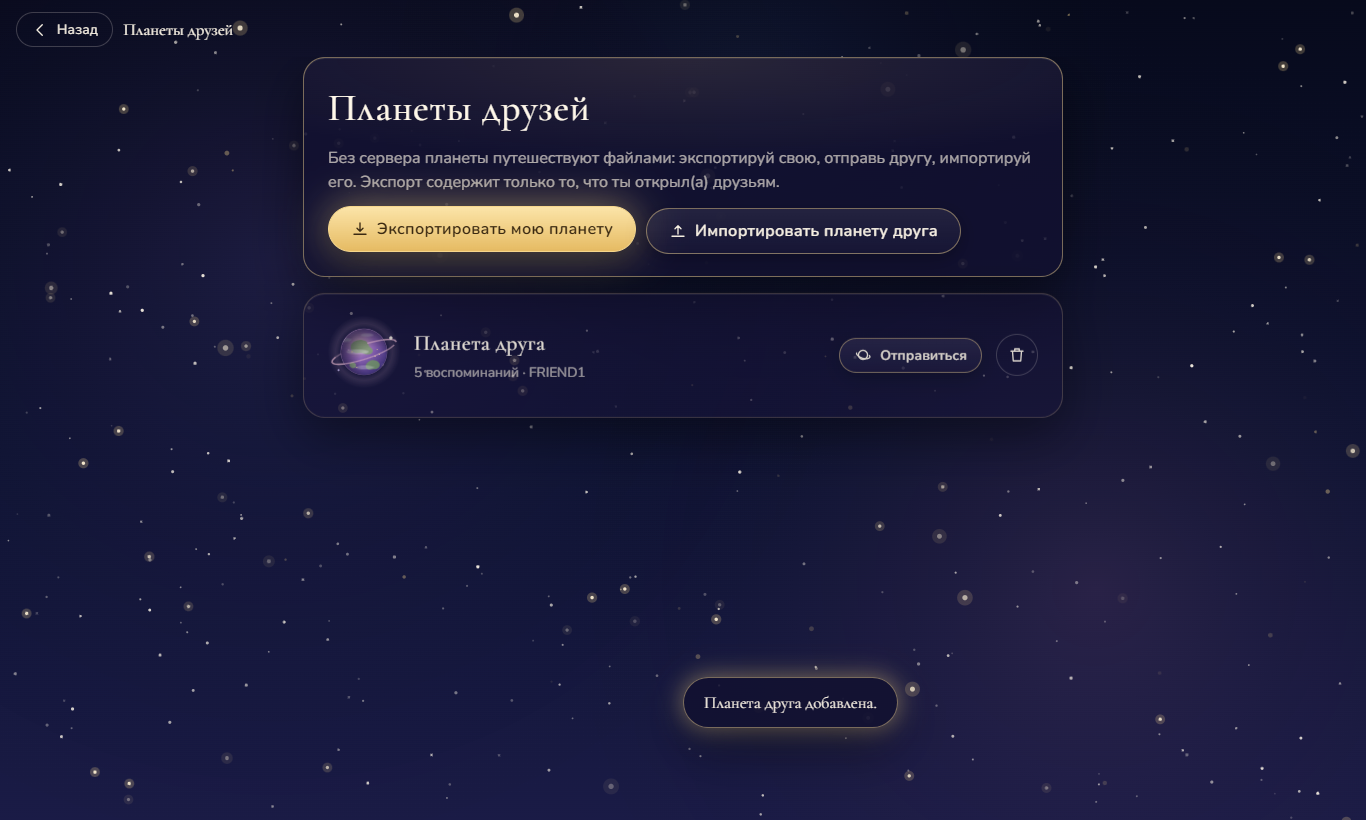 Назад
Планеты друзей
Планеты друзей
Без сервера планеты путешествуют файлами: экспортируй свою, отправь другу, импортируй
его. Экспорт содержит только то, что ты открыл(а) друзьям.
Экспортировать мою планету
Импортировать планету друга
Планета друга
5 воспоминаний · FRIEND1
Отправиться
Планета друга добавлена.